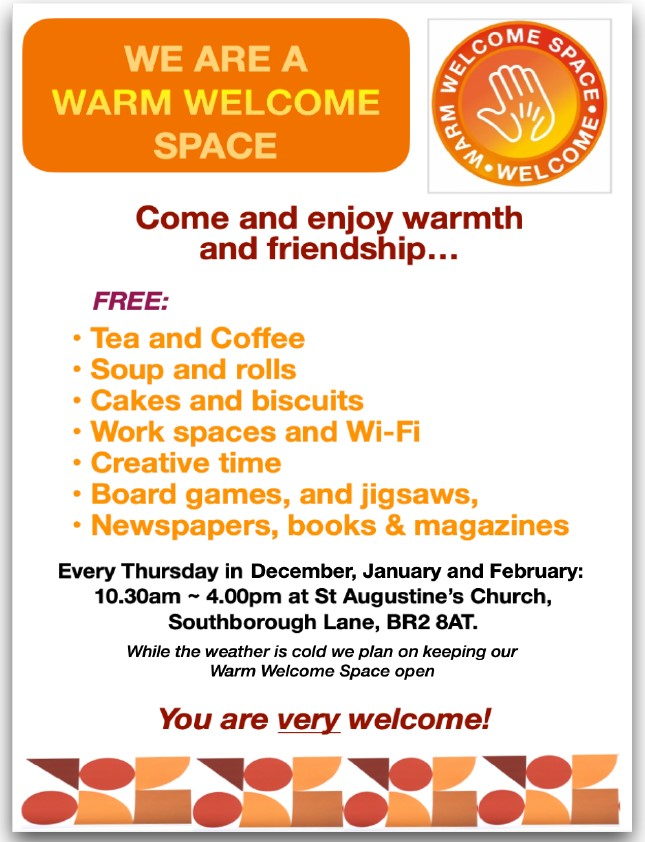 WE ARE A
WARM WELCOME
SPACE
WARM WELCOME SPACE • WELCOME •
Come and enjoy warmth
and friendship…
FREE:
• Tea and Coffee
• Soup and rolls
• Cakes and biscuits
• Work spaces and Wi-Fi
• Creative time
• Board games, and jigsaws,
• Newspapers, books & magazines
Every Thursday in December, January and February:
10.30am ~ 4.00pm at St Augustine’s Church,
Southborough Lane, BR2 8AT.
While the weather is cold we plan on keeping our
Warm Welcome Space open
You are very welcome!